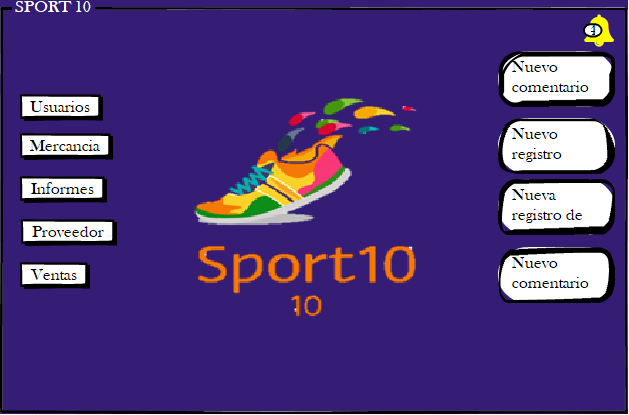 SPORT 10
Usuarios
Mercancia
Informes
Proveedor
Ventas
Sport10
10
Nuevo
comentario
Nuevo
registro
Nueva
registro de
Nuevo
comentario